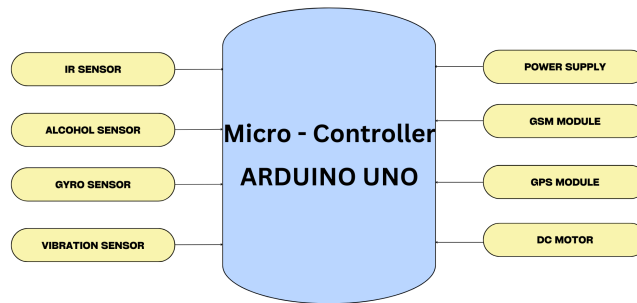 IR SENSOR
ALCOHOL SENSOR
GYRO SENSOR
VIBRATION SENSOR
Micro - Controller
ARDUINO UNO
POWER SUPPLY
GSM MODULE
GPS MODULE
DC MOTOR